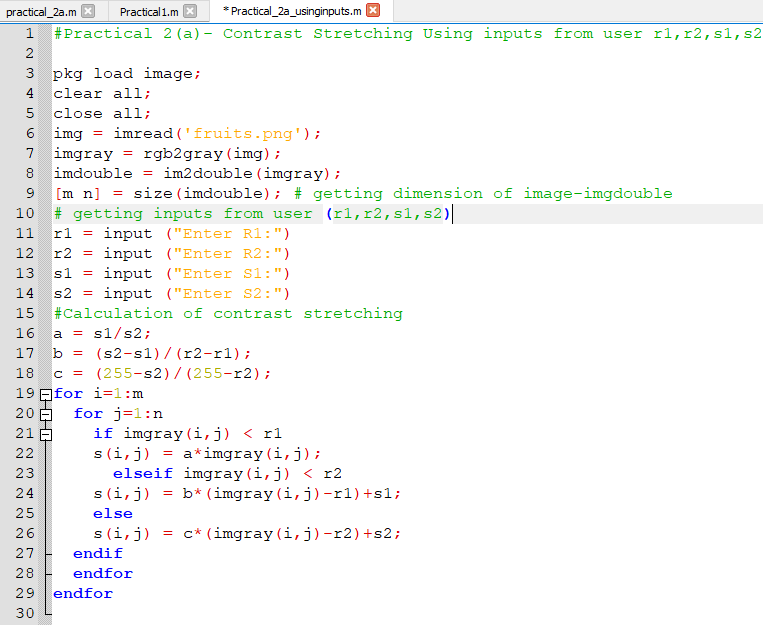 practical_2a.m Practical1.m * Practical_2a_usinginputs.m
1 #Practical 2(a)- Contrast Stretching Using inputs from user r1,r2,s1,s2
2
3 pkg load image;
4 clear all;
5 close all;
6 img = imread('fruits.png');
7 imgray = rgb2gray(img);
8 imdouble = im2double(imgray);
9 [m n] = size(imdouble); # getting dimension of image-imgdouble
10 # getting inputs from user (r1,r2,s1,s2)
11 r1 = input ("Enter R1:")
12 r2 = input ("Enter R2:")
13 s1 = input ("Enter S1:")
14 s2 = input ("Enter S2:")
15 #Calculation of contrast stretching
16 a = s1/s2;
17 b = (s2-s1)/(r2-r1);
18 c = (255-s2)/(255-r2);
19 for i=1:m
20   for j=1:n
21     if imgray(i,j) < r1
22     s(i,j) = a*imgray(i,j);
23       elseif imgray(i,j) < r2
24     s(i,j) = b*(imgray(i,j)-r1)+s1;
25     else
26     s(i,j) = c*(imgray(i,j)-r2)+s2;
27   endif
28   endfor
29 endfor
30